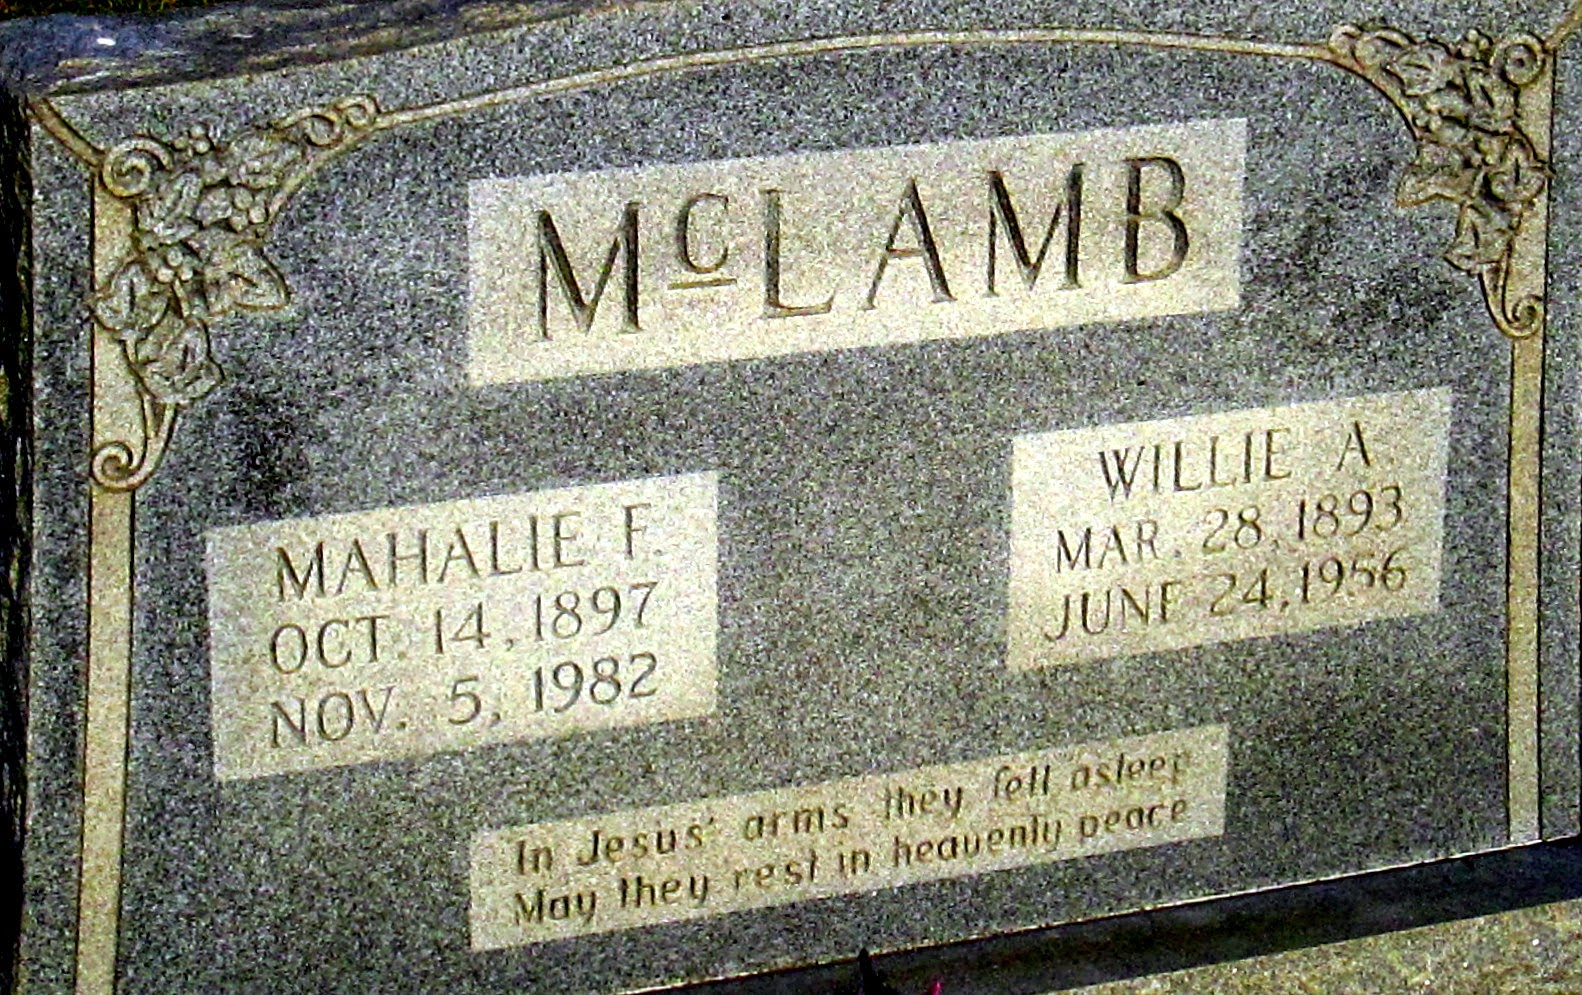 McLAMB
MAHALIE F.
OCT. 14, 1897
NOV. 5, 1982
WILLIE A
MAR. 28, 1893
JUNE 24, 1956
In Jesus' arms they fell asleep
May they rest in heavenly peace